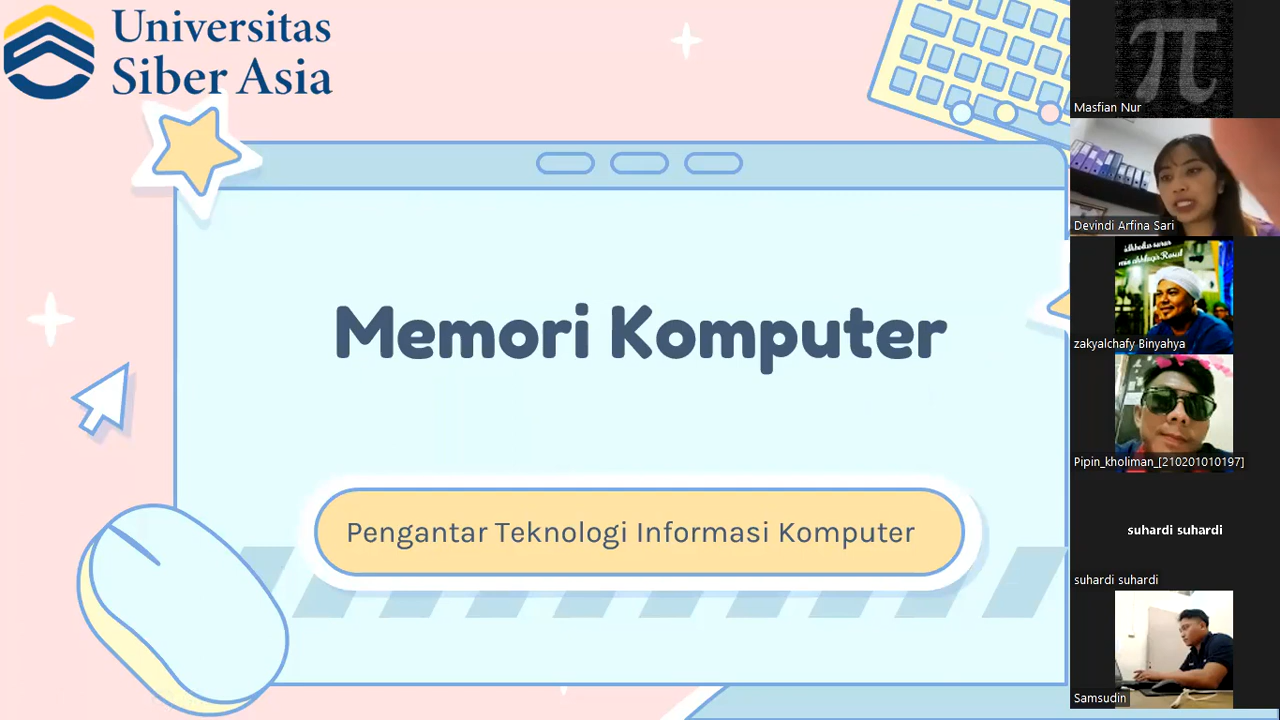 Universitas
Siber Asia
Memori Komputer
Pengantar Teknologi Informasi Komputer
Masfian Nur
Devindi Arfina Sari
zakyalchafy Binyahya
Pipin_kholiman_[210201010197]
suhardi suhardi
suhardi suhardi
Samsudin